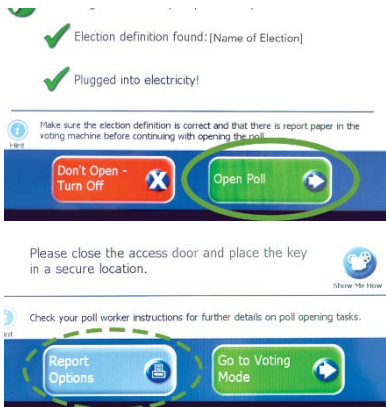 Election definition found: [Name of Election]
Plugged into electricity!
Make sure the election definition is correct and that there is report paper in the
voting machine before continuing with opening the poll.
Hint
Don't Open -
Turn Off
X
Open Poll
Please close the access door and place the key
in a secure location.
Show Me How
Check your poll worker instructions for further details on poll opening tasks.
Report
Options
Go to Voting
Mode